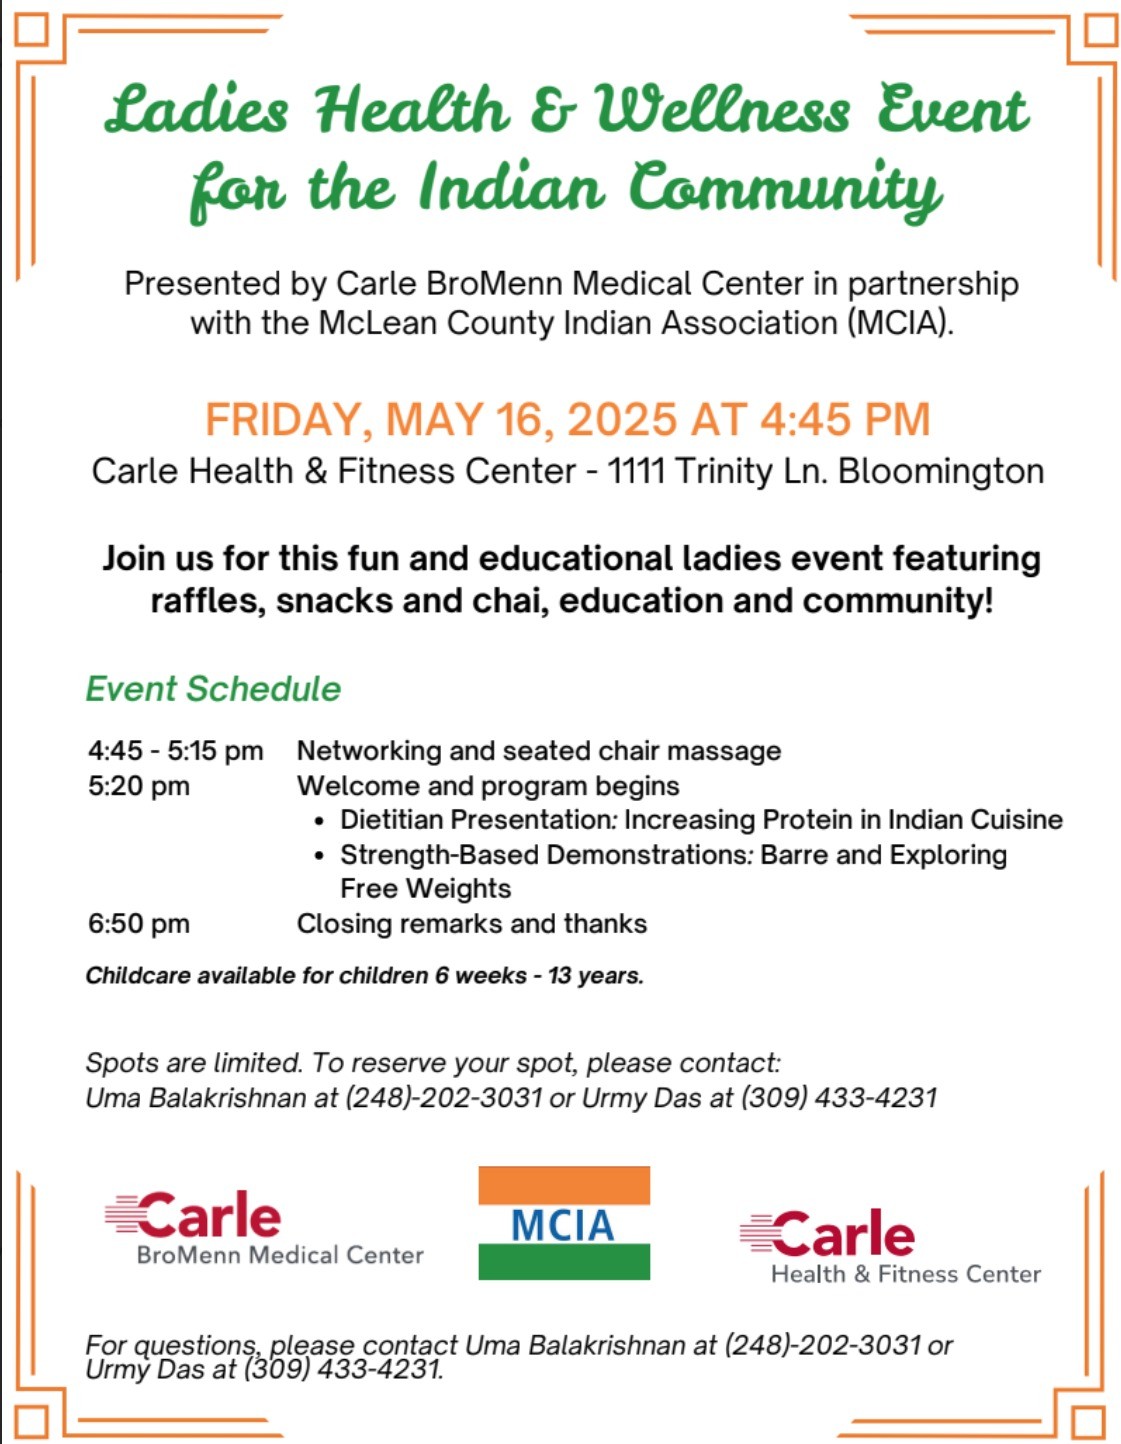 Ladies Health & Wellness Event
for the Indian Community
Presented by Carle BroMenn Medical Center in partnership
with the McLean County Indian Association (MCIA).
FRIDAY, MAY 16, 2025 AT 4:45 PM
Carle Health & Fitness Center - 1111 Trinity Ln. Bloomington
Join us for this fun and educational ladies event featuring
raffles, snacks and chai, education and community!
Event Schedule
4:45 - 5:15 pm Networking and seated chair massage
5:20 pm Welcome and program begins
• Dietitian Presentation: Increasing Protein in Indian Cuisine
• Strength-Based Demonstrations: Barre and Exploring
Free Weights
6:50 pm Closing remarks and thanks
Childcare available for children 6 weeks - 13 years.
Spots are limited. To reserve your spot, please contact:
Uma Balakrishnan at (248)-202-3031 or Urmy Das at (309) 433-4231
Carle
BroMenn Medical Center
MCIA
Carle
Health & Fitness Center
For questions, please contact Uma Balakrishnan at (248)-202-3031 or
Urmy Das at (309) 433-4231.